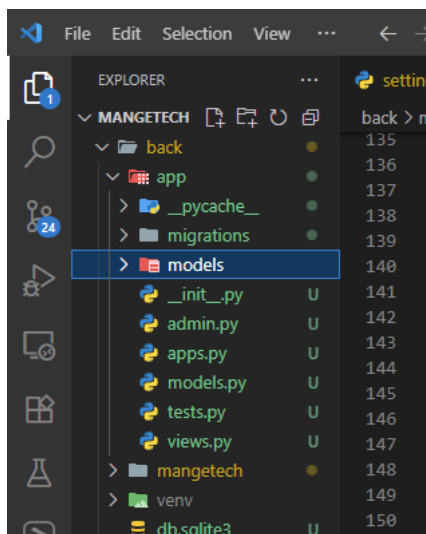 File Edit Selection View ···
EXPLORER ···
settin
MANGETECH
back >
135
back
136
app
137
__pycache__
138
migrations
139
models
140
__init__.py U
141
admin.py U
142
apps.py U
143
models.py U
144
tests.py U
145
views.py U
146
147
mangetech
148
venv
149
db.sqlite3 U
150
1
24